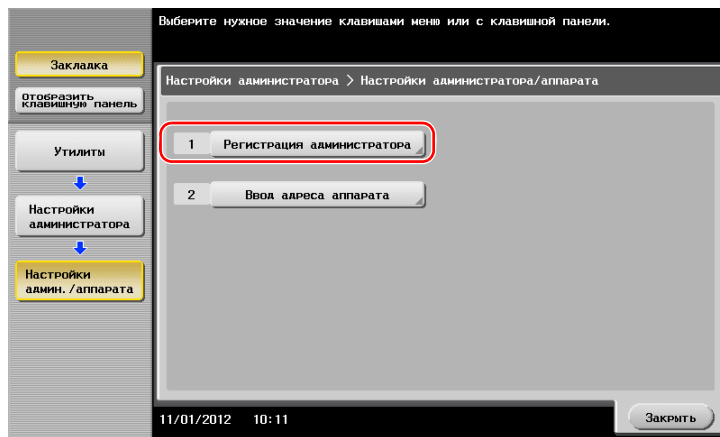 Выберите нужное значение клавишами меню или с клавишной панели.
Закладка
Отобразить
клавишную панель
Настройки администратора > Настройки администратора/аппарата
1 Регистрация администратора
Утилиты
2 Ввод адреса аппарата
Настройки
администратора
Настройки
админ./аппарата
11/01/2012 10:11
Закрыть